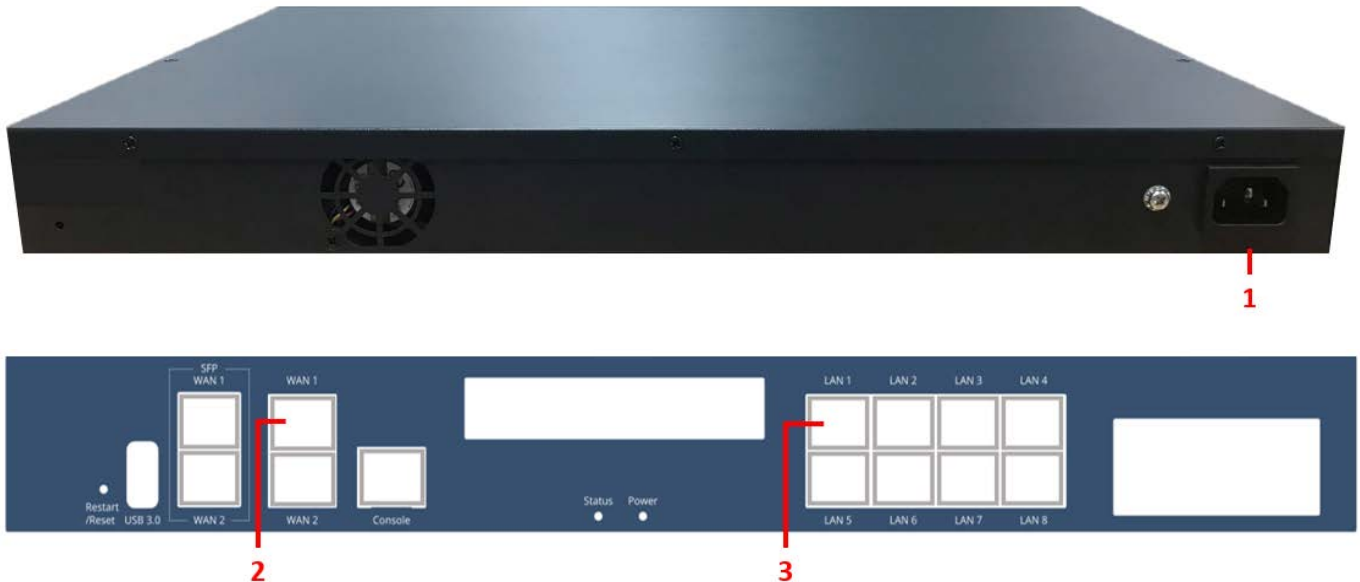 1
SFP
WAN 1
WAN 1
LAN 1 LAN 2 LAN 3 LAN 4
Status Power
Restart
/Reset USB 3.0 WAN 2 WAN 2 Console LAN 5 LAN 6 LAN 7 LAN 8
2 3